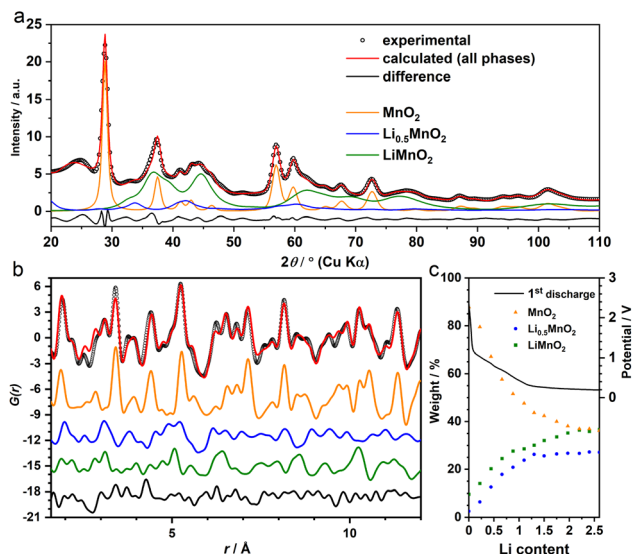 a
25
20
15
10
5
0
Intensity / a.u.
experimental
calculated (all phases)
difference
MnO₂
Li₀.₅MnO₂
LiMnO₂
20 30 40 50 60 70 80 90 100 110
2θ / ° (Cu Kα)
b
6
3
0
-3
-6
-9
-12
-15
-18
-21
G(r)
5 10
r / Å
c
100
80
60
40
20
0
Weight / %
1st discharge
MnO₂
Li₀.₅MnO₂
LiMnO₂
3
2
1
0
Potential / V
0 0.5 1 1.5 2 2.5
Li content